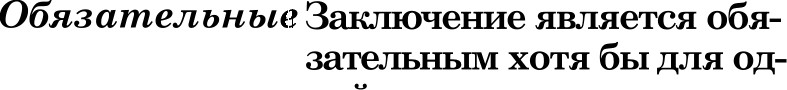 Обязательные Заключение является обя-
зательным хотя бы для од-